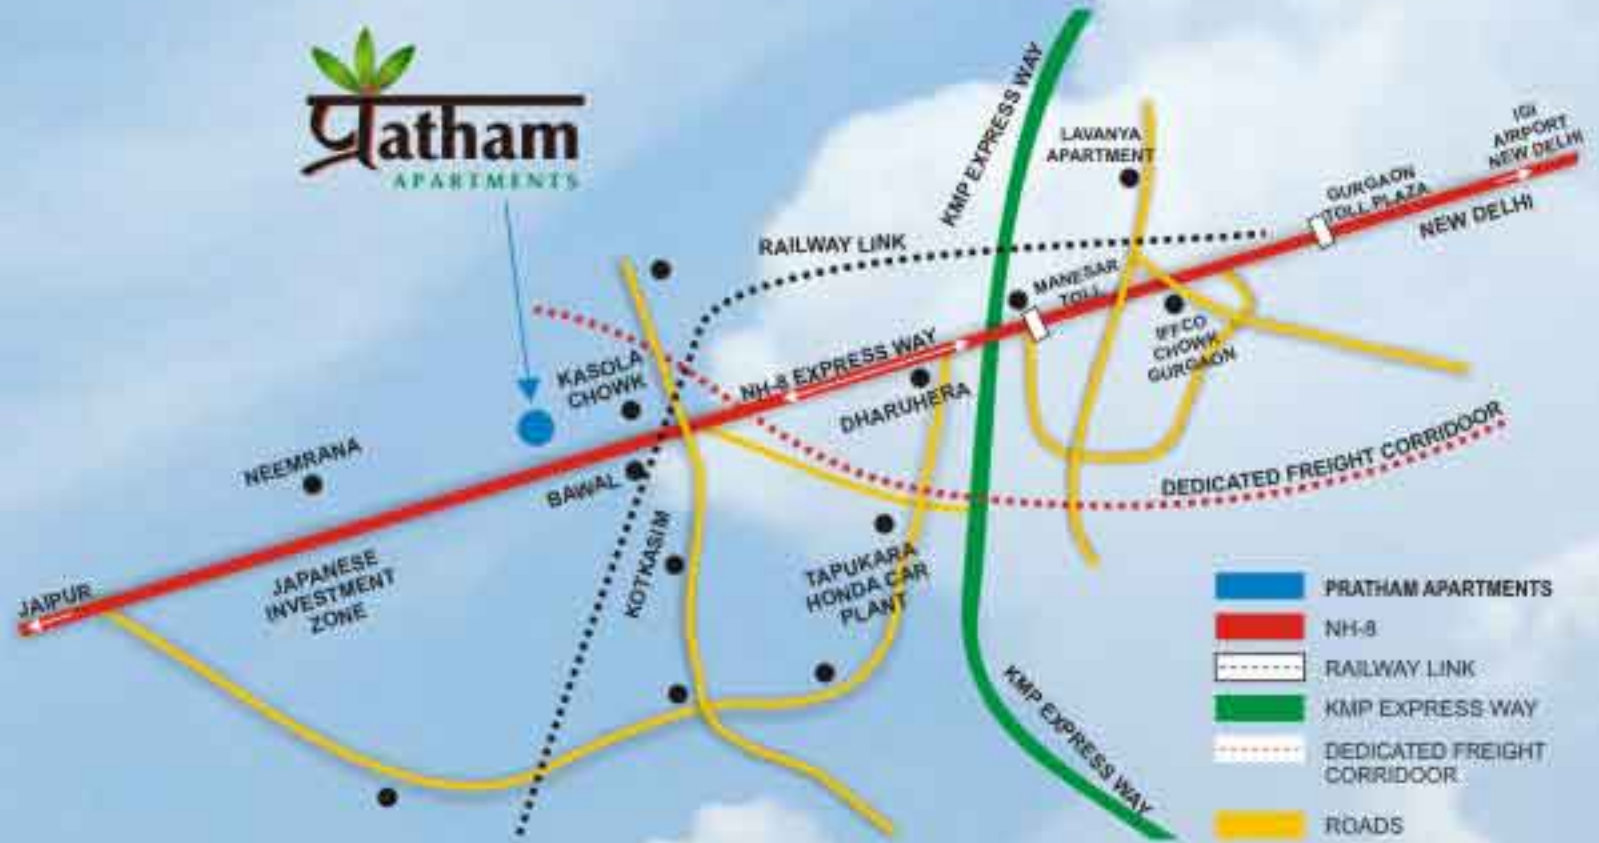 प्रatham
APARTMENTS
KMP EXPRESS WAY
LAVANYA
APARTMENT
IGI
AIRPORT
NEW DELHI
GURGAON
TOLL PLAZA
NEW DELHI
RAILWAY LINK
MANESAR
TOLL
IFFCO
CHOWK
GURGAON
KASOLA
CHOWK
NH-8 EXPRESS WAY
DHARUHERA
NEEMRANA
BAWAL
DEDICATED FREIGHT CORRIDOOR
KOTKASIM
TAPUKARA
HONDA CAR
PLANT
JAPANESE
INVESTMENT
ZONE
JAIPUR
KMP EXPRESS WAY
PRATHAM APARTMENTS
NH-8
RAILWAY LINK
KMP EXPRESS WAY
DEDICATED FREIGHT
CORRIDOOR
ROADS